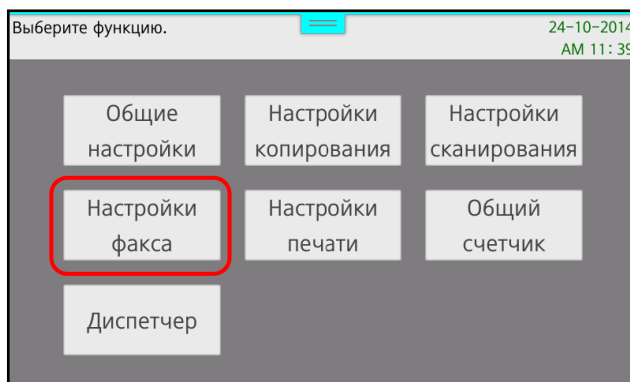 Выберите функцию.
24-10-2014
AM 11:39
Общие
настройки
Настройки
копирования
Настройки
сканирования
Настройки
факса
Настройки
печати
Общий
счетчик
Диспетчер